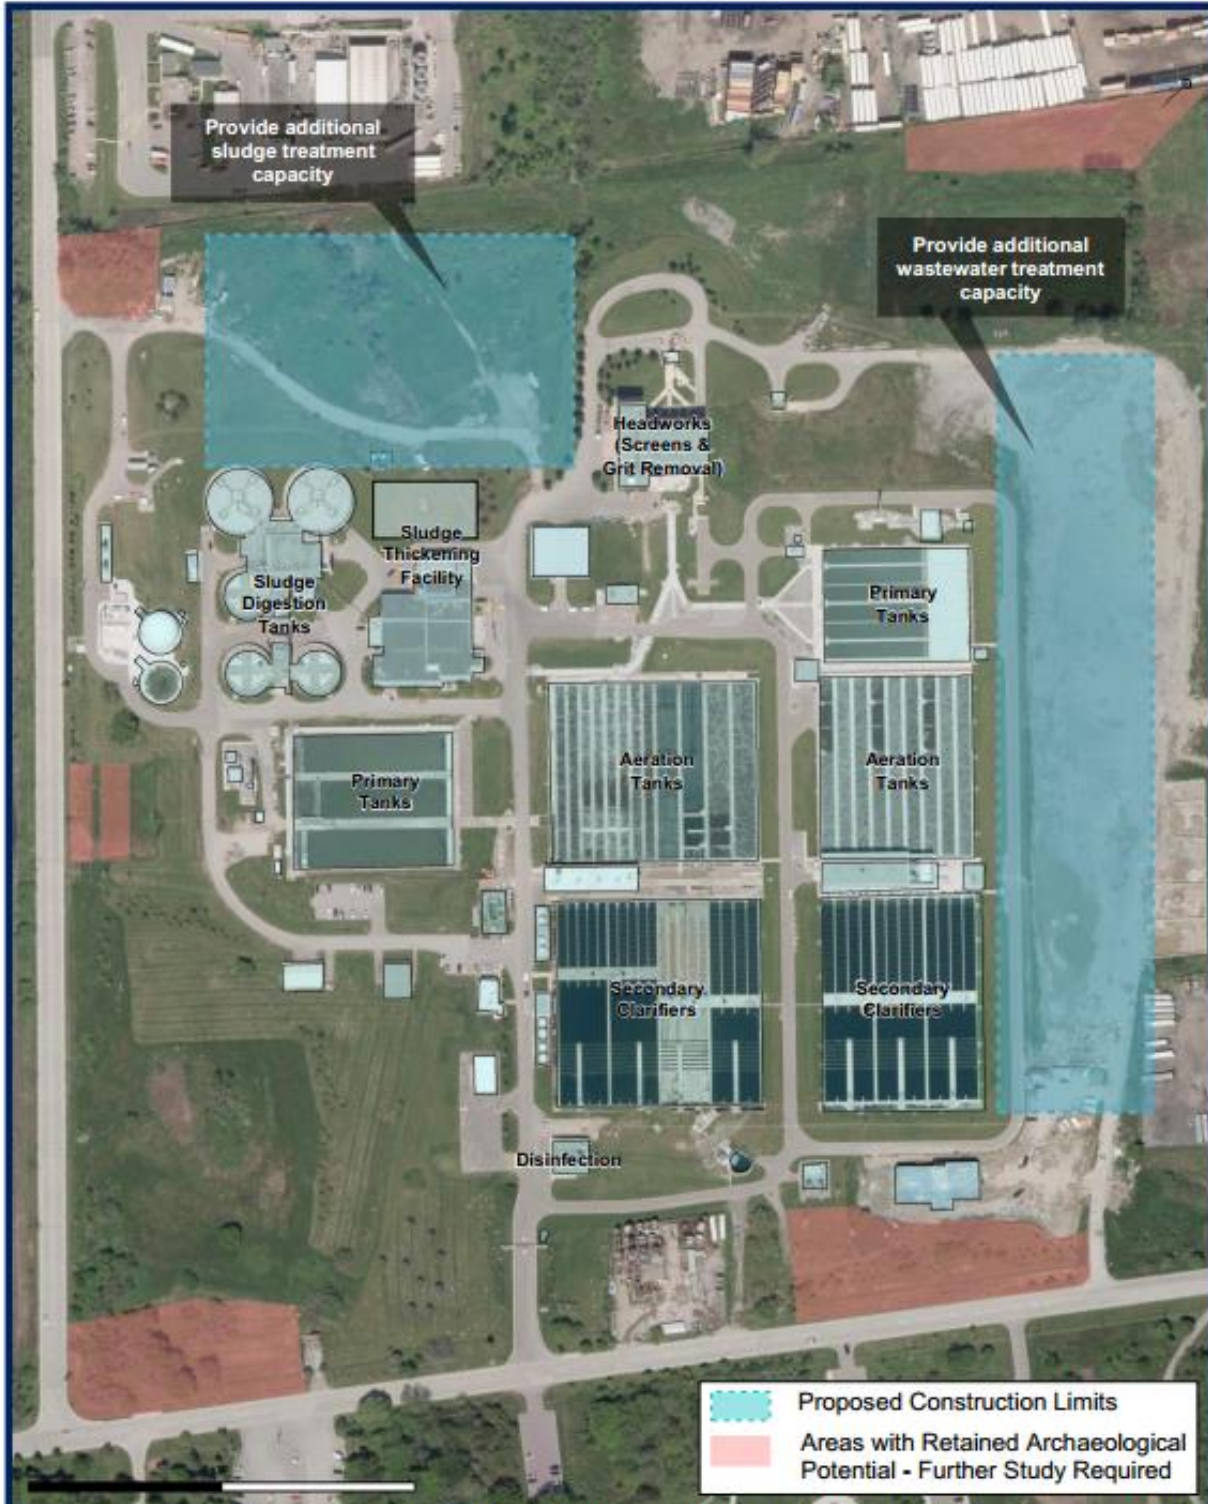 Provide additional
sludge treatment
capacity
Provide additional
wastewater treatment
capacity
Headworks
(Screens &
Grit Removal)
Sludge
Thickening
Facility
Sludge
Digestion
Tanks
Primary
Tanks
Primary
Tanks
Aeration
Tanks
Aeration
Tanks
Secondary
Clarifiers
Secondary
Clarifiers
Disinfection
Proposed Construction Limits
Areas with Retained Archaeological
Potential - Further Study Required